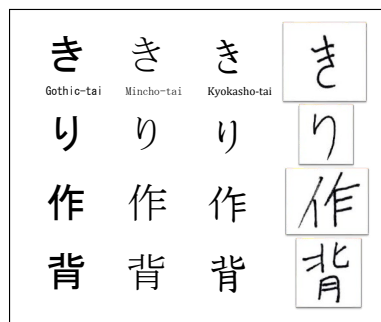 き き き き
Gothic-tai Mincho-tai Kyokasho-tai
り り り り
作 作 作 作
背 背 背 背